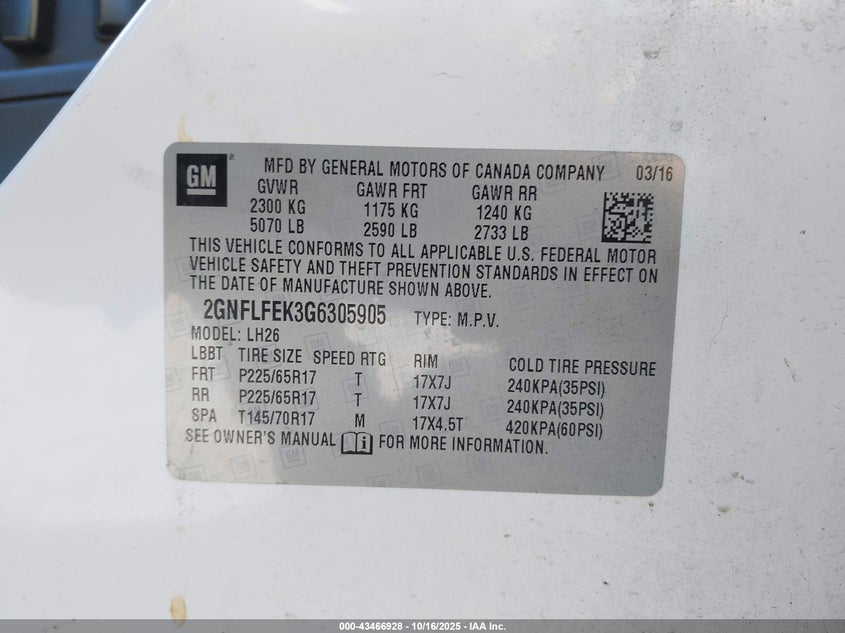 GM
MFD BY GENERAL MOTORS OF CANADA COMPANY 03/16
GVWR GAWR FRT GAWR RR
2300 KG 1175 KG 1240 KG
5070 LB 2590 LB 2733 LB
THIS VEHICLE CONFORMS TO ALL APPLICABLE U.S. FEDERAL MOTOR
VEHICLE SAFETY AND THEFT PREVENTION STANDARDS IN EFFECT ON
THE DATE OF MANUFACTURE SHOWN ABOVE.
2GNFLFEK3G6305905 TYPE: M.P.V.
MODEL: LH26
LBBT TIRE SIZE SPEED RTG RIM COLD TIRE PRESSURE
FRT P225/65R17 T 17X7J 240KPA(35PSI)
RR P225/65R17 T 17X7J 240KPA(35PSI)
SPA T145/70R17 M 17X4.5T 420KPA(60PSI)
SEE OWNER'S MANUAL FOR MORE INFORMATION.
000-43466928 - 10/16/2025 - IAA Inc.